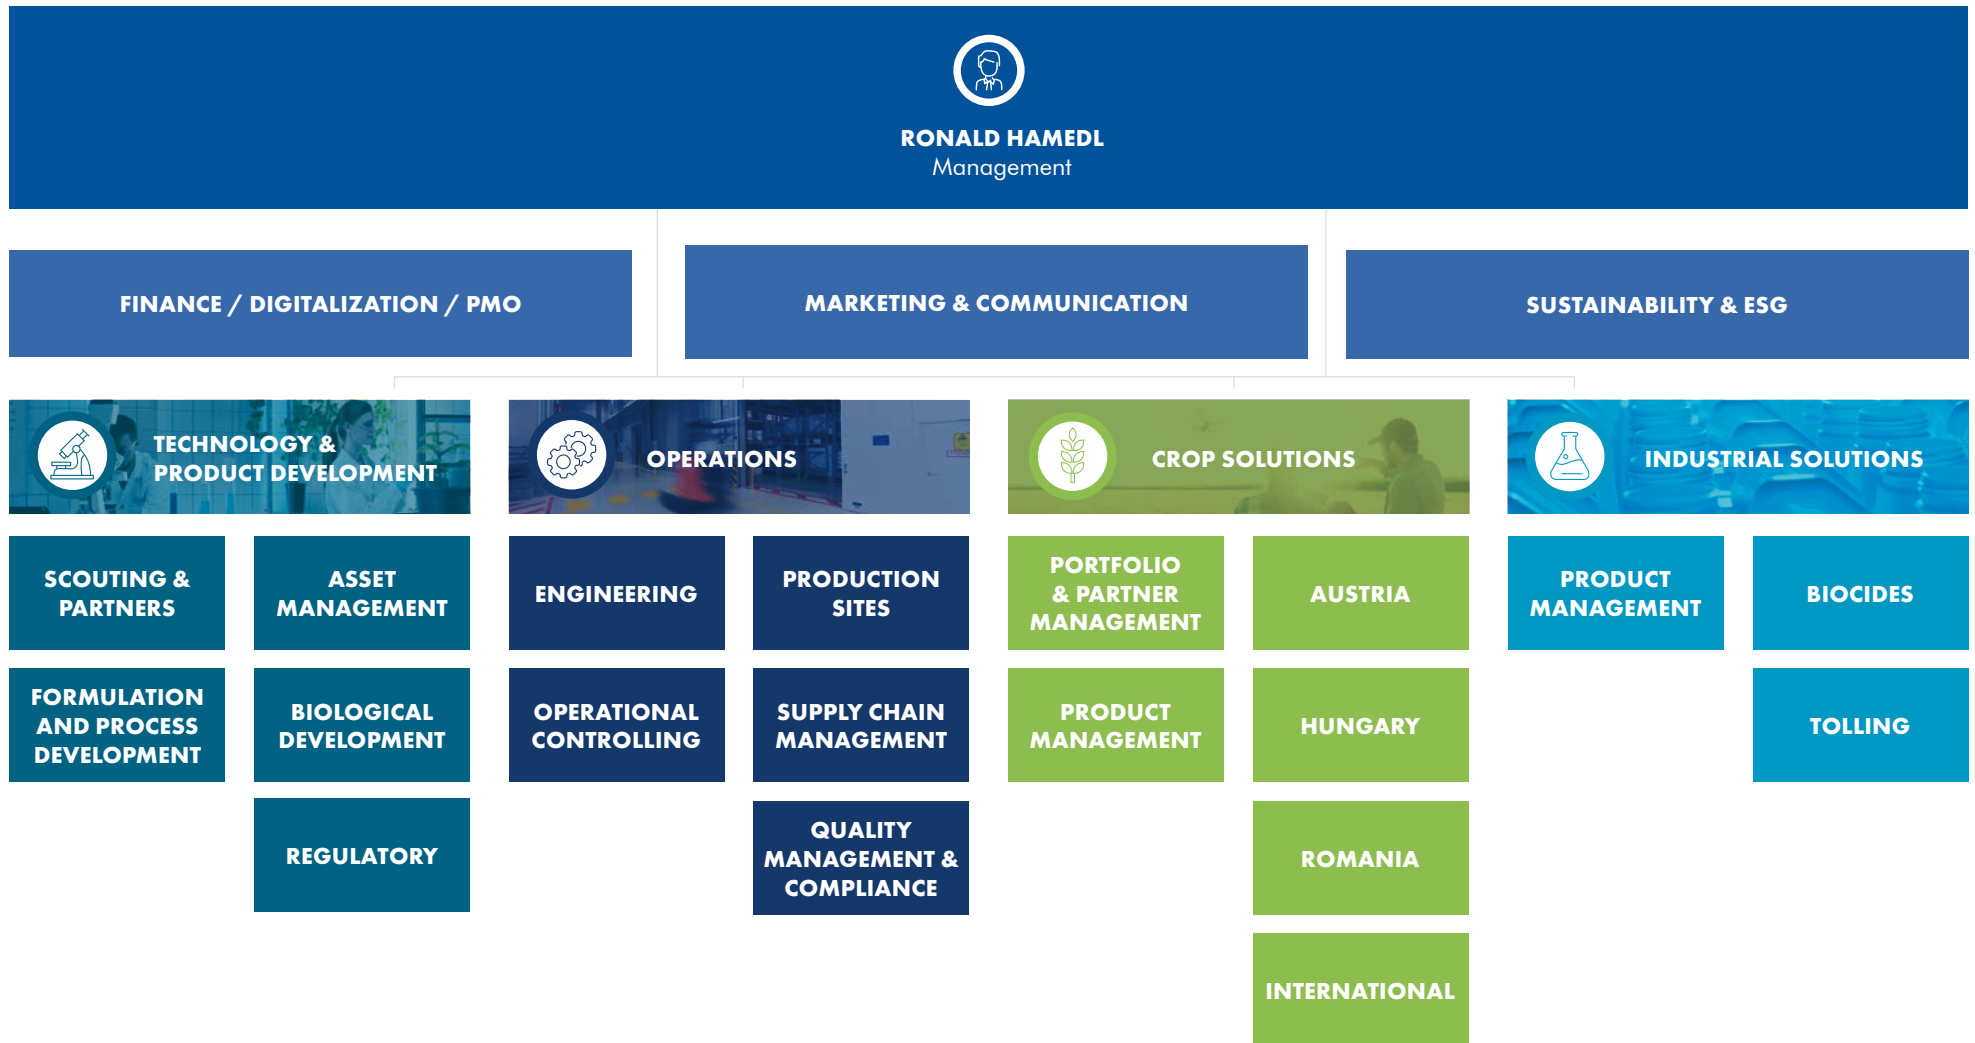 RONALD HAMEDL
Management
FINANCE / DIGITALIZATION / PMO
MARKETING & COMMUNICATION
SUSTAINABILITY & ESG
TECHNOLOGY &
PRODUCT DEVELOPMENT
OPERATIONS
CROP SOLUTIONS
INDUSTRIAL SOLUTIONS
SCOUTING &
PARTNERS
ASSET
MANAGEMENT
FORMULATION
AND PROCESS
DEVELOPMENT
BIOLOGICAL
DEVELOPMENT
REGULATORY
ENGINEERING
PRODUCTION
SITES
OPERATIONAL
CONTROLLING
SUPPLY CHAIN
MANAGEMENT
QUALITY
MANAGEMENT &
COMPLIANCE
PORTFOLIO
& PARTNER
MANAGEMENT
AUSTRIA
PRODUCT
MANAGEMENT
HUNGARY
ROMANIA
INTERNATIONAL
PRODUCT
MANAGEMENT
BIOCIDES
TOLLING